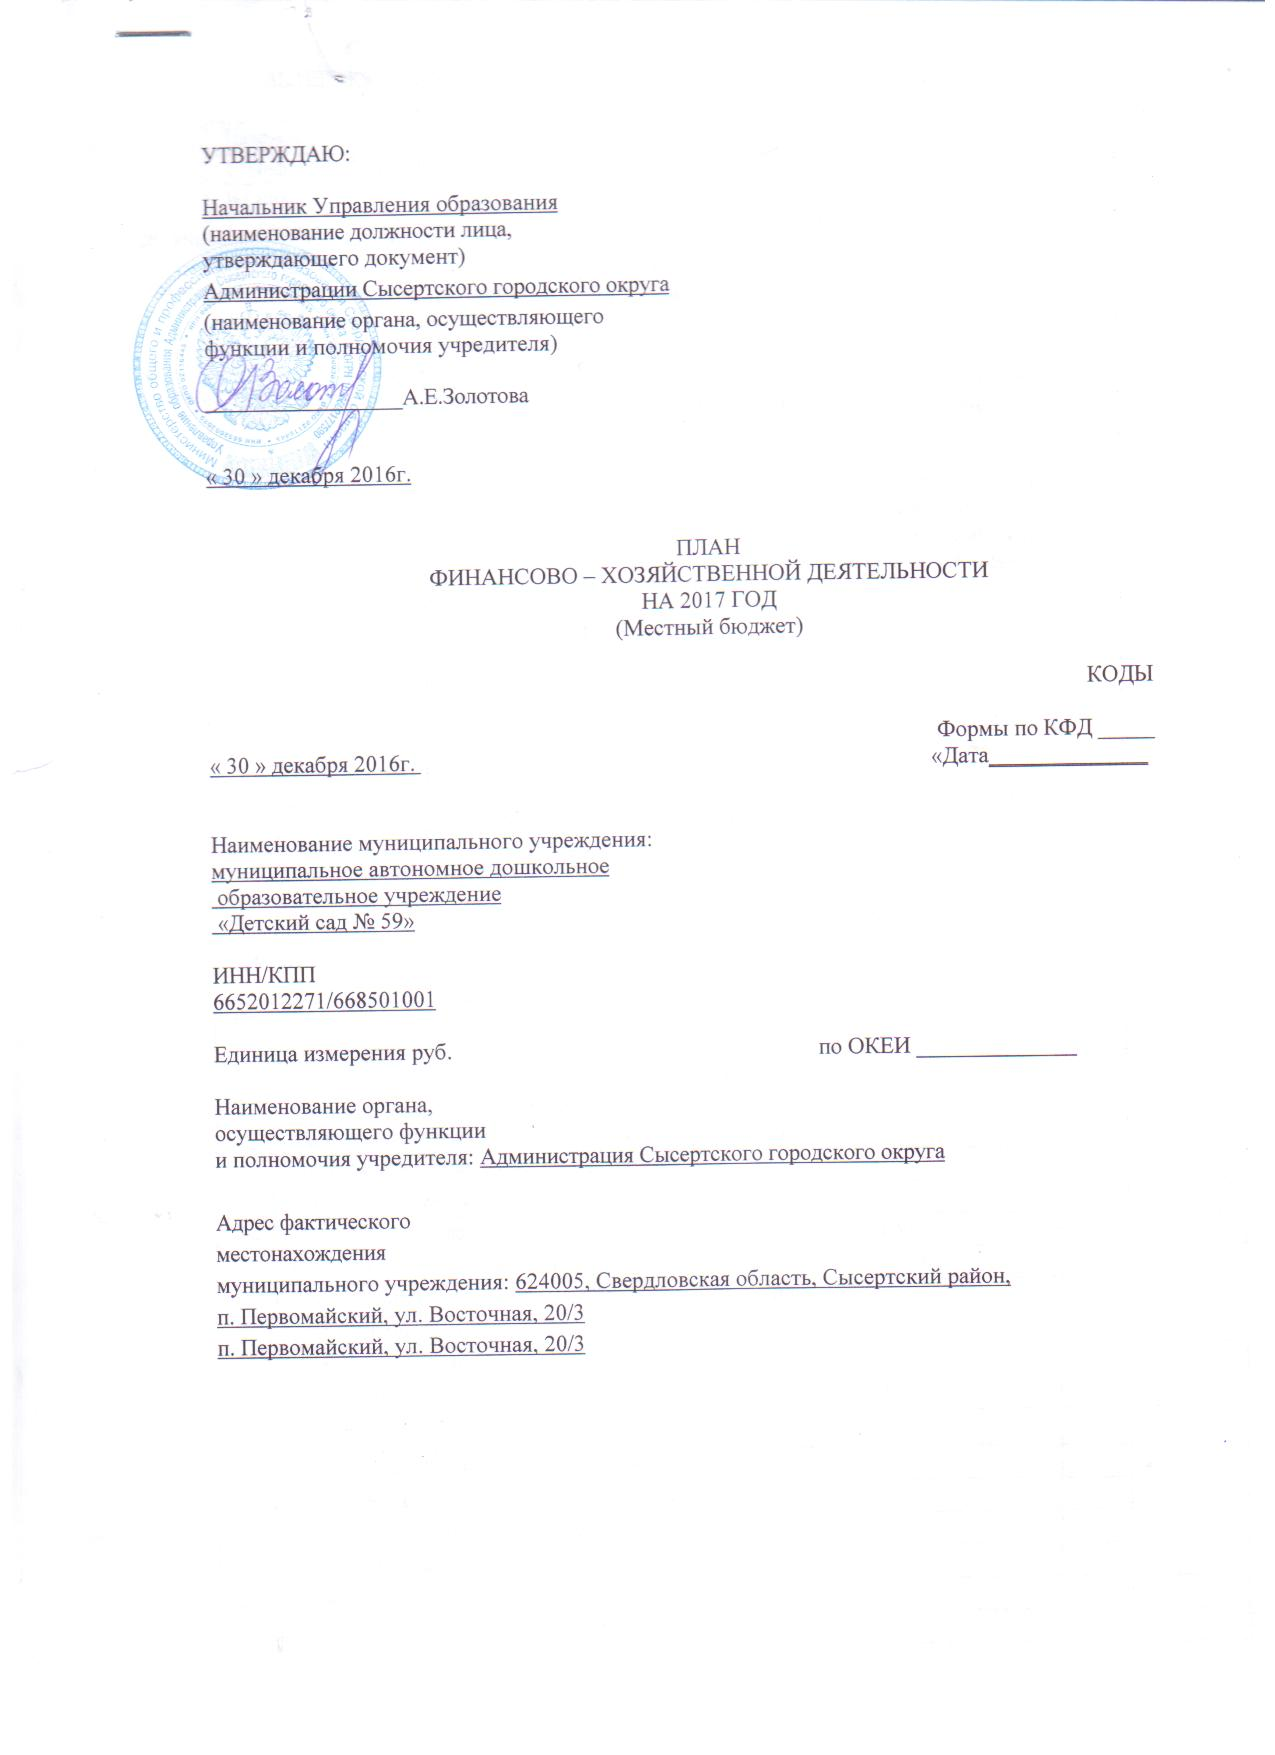 УТВЕРЖДАЮ:
Начальник Управления образования
(наименование должности лица,
утверждающего документ)
Администрации Сысертского городского округа
(наименование органа, осуществляющего
функции и полномочия учредителя)
_________________А.Е.Золотова
« 30 » декабря 2016г.
ПЛАН
ФИНАНСОВО – ХОЗЯЙСТВЕННОЙ ДЕЯТЕЛЬНОСТИ
НА 2017 ГОД
(Местный бюджет)
КОДЫ
Формы по КФД _____
«Дата______________
« 30 » декабря 2016г.
Наименование муниципального учреждения:
муниципальное автономное дошкольное
образовательное учреждение
«Детский сад № 59»
ИНН/КПП
6652012271/668501001
Единица измерения руб. по ОКЕИ ______________
Наименование органа,
осуществляющего функции
и полномочия учредителя: Администрация Сысертского городского округа
Адрес фактического
местонахождения
муниципального учреждения: 624005, Свердловская область, Сысертский район,
п. Первомайский, ул. Восточная, 20/3
п. Первомайский, ул. Восточная, 20/3